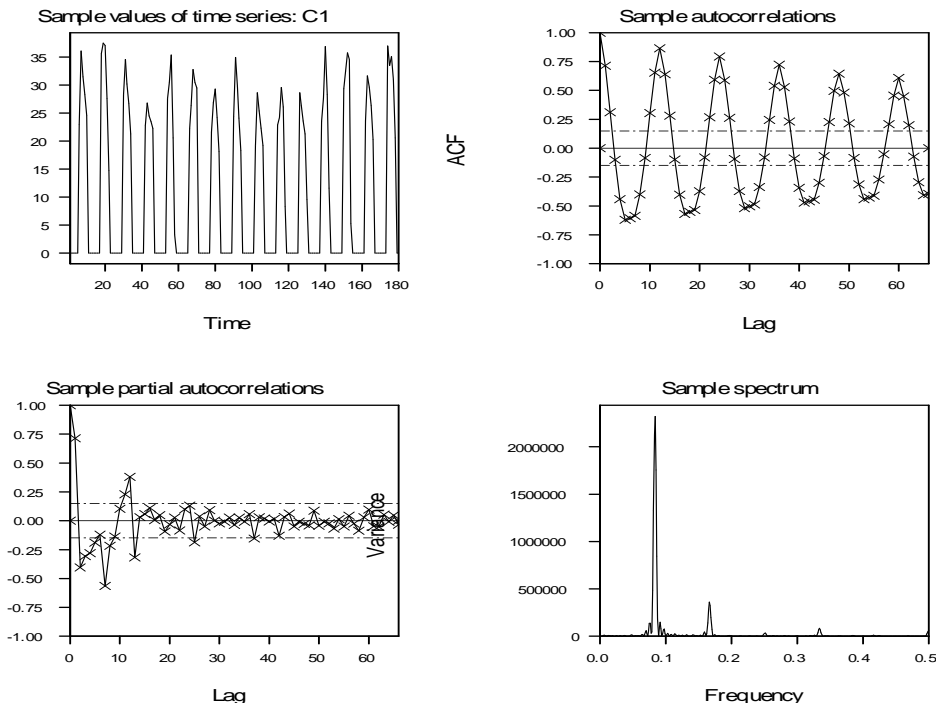 Sample values of time series: C1
35
30
25
20
15
10
5
0
20 40 60 80 100 120 140 160 180
Time
Sample autocorrelations
1.00
0.75
0.50
0.25
0.00
-0.25
-0.50
-0.75
-1.00
ACF
0 10 20 30 40 50 60
Lag
Sample partial autocorrelations
1.00
0.75
0.50
0.25
0.00
-0.25
-0.50
-0.75
-1.00
0 10 20 30 40 50 60
Lag
Sample spectrum
Variance
2000000
1500000
1000000
500000
0
0.0 0.1 0.2 0.3 0.4 0.5
Frequency